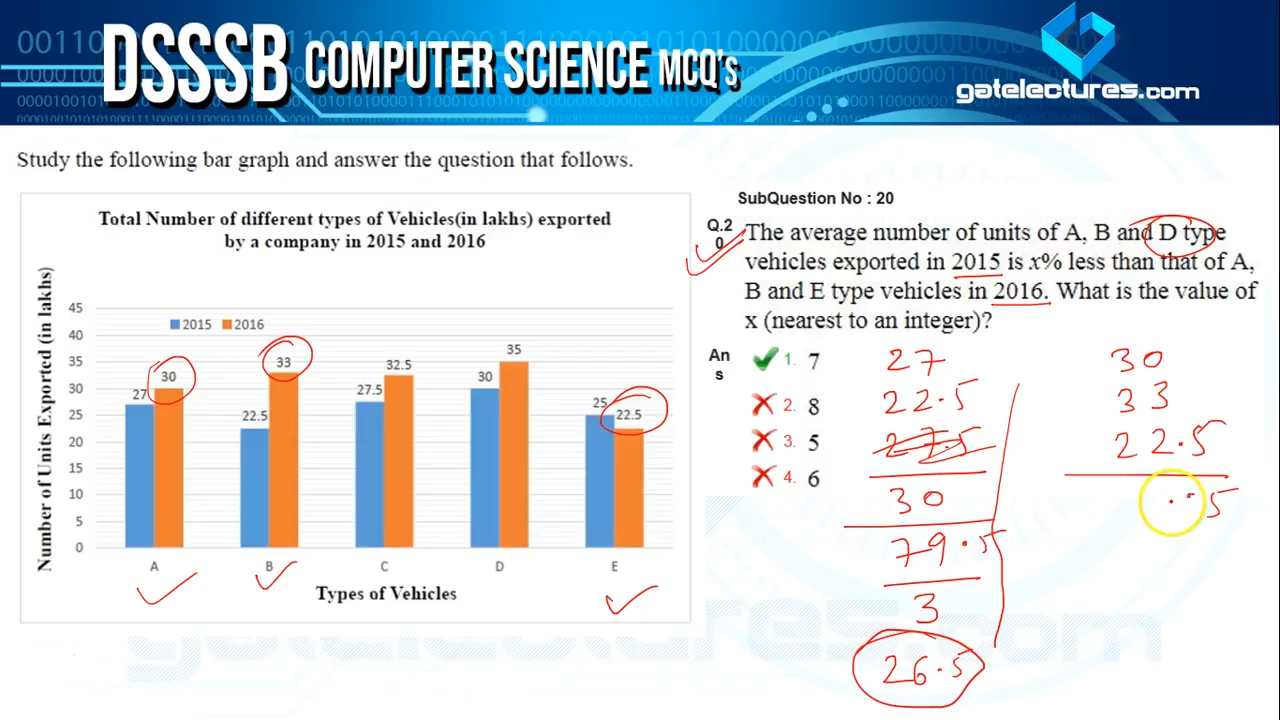 DSSSB COMPUTER SCIENCE MCQ's
gatelectures.com
Study the following bar graph and answer the question that follows.
Total Number of different types of Vehicles(in lakhs) exported
by a company in 2015 and 2016
Number of Units Exported (in lakhs)
45
40
35
30
25
20
15
10
5
0
2015 2016
27 30
22.5 33
27.5 32.5
30 35
25 22.5
A B C D E
Types of Vehicles
SubQuestion No : 20
Q.2
0
The average number of units of A, B and D type
vehicles exported in 2015 is x% less than that of A,
B and E type vehicles in 2016. What is the value of
x (nearest to an integer)?
An
s
1. 7
2. 8
3. 5
4. 6
27
22.5
27.5
30
79.5
3
26.5
30
33
22.5
5